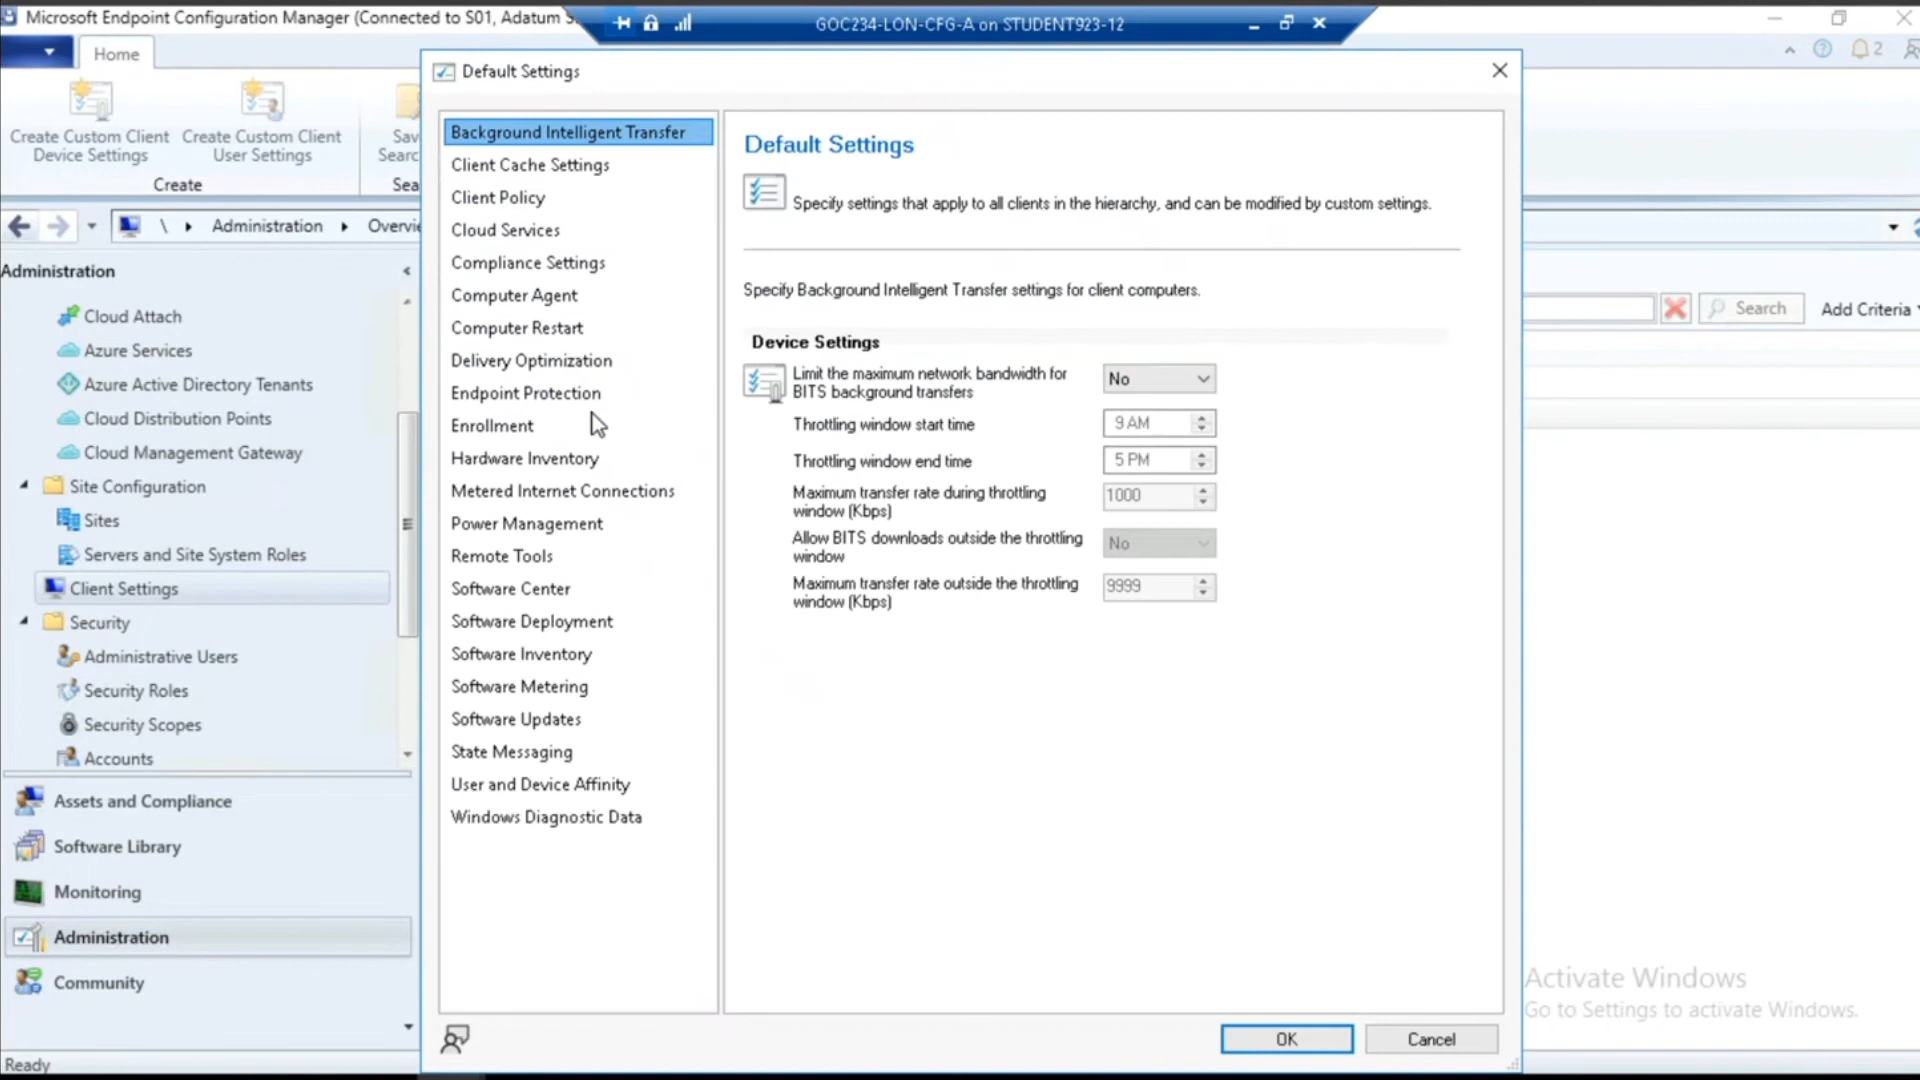 Microsoft Endpoint Configuration Manager (Connected to S01, Adatum S
GOC234-LON-CFG-A on STUDENT923-12
Home
2
Create Custom Client
Device Settings
Create Custom Client
User Settings
Create
\ Administration
Administration
Cloud Attach
Azure Services
Azure Active Directory Tenants
Cloud Distribution Points
Cloud Management Gateway
Site Configuration
Sites
Servers and Site System Roles
Client Settings
Security
Administrative Users
Security Roles
Security Scopes
Accounts
Assets and Compliance
Software Library
Monitoring
Administration
Community
Ready
Default Settings
Background Intelligent Transfer
Client Cache Settings
Client Policy
Cloud Services
Compliance Settings
Computer Agent
Computer Restart
Delivery Optimization
Endpoint Protection
Enrollment
Hardware Inventory
Metered Internet Connections
Power Management
Remote Tools
Software Center
Software Deployment
Software Inventory
Software Metering
Software Updates
State Messaging
User and Device Affinity
Windows Diagnostic Data
Default Settings
Specify settings that apply to all clients in the hierarchy, and can be modified by custom settings.
Specify Background Intelligent Transfer settings for client computers.
Device Settings
Limit the maximum network bandwidth for
BITS background transfers
No
Throttling window start time
9 AM
Throttling window end time
5 PM
Maximum transfer rate during throttling
window (Kbps)
1000
Allow BITS downloads outside the throttling
window
No
Maximum transfer rate outside the throttling
window (Kbps)
9999
OK
Cancel
Search
Add Criteria
Activate Windows
Go to Settings to activate Windows.